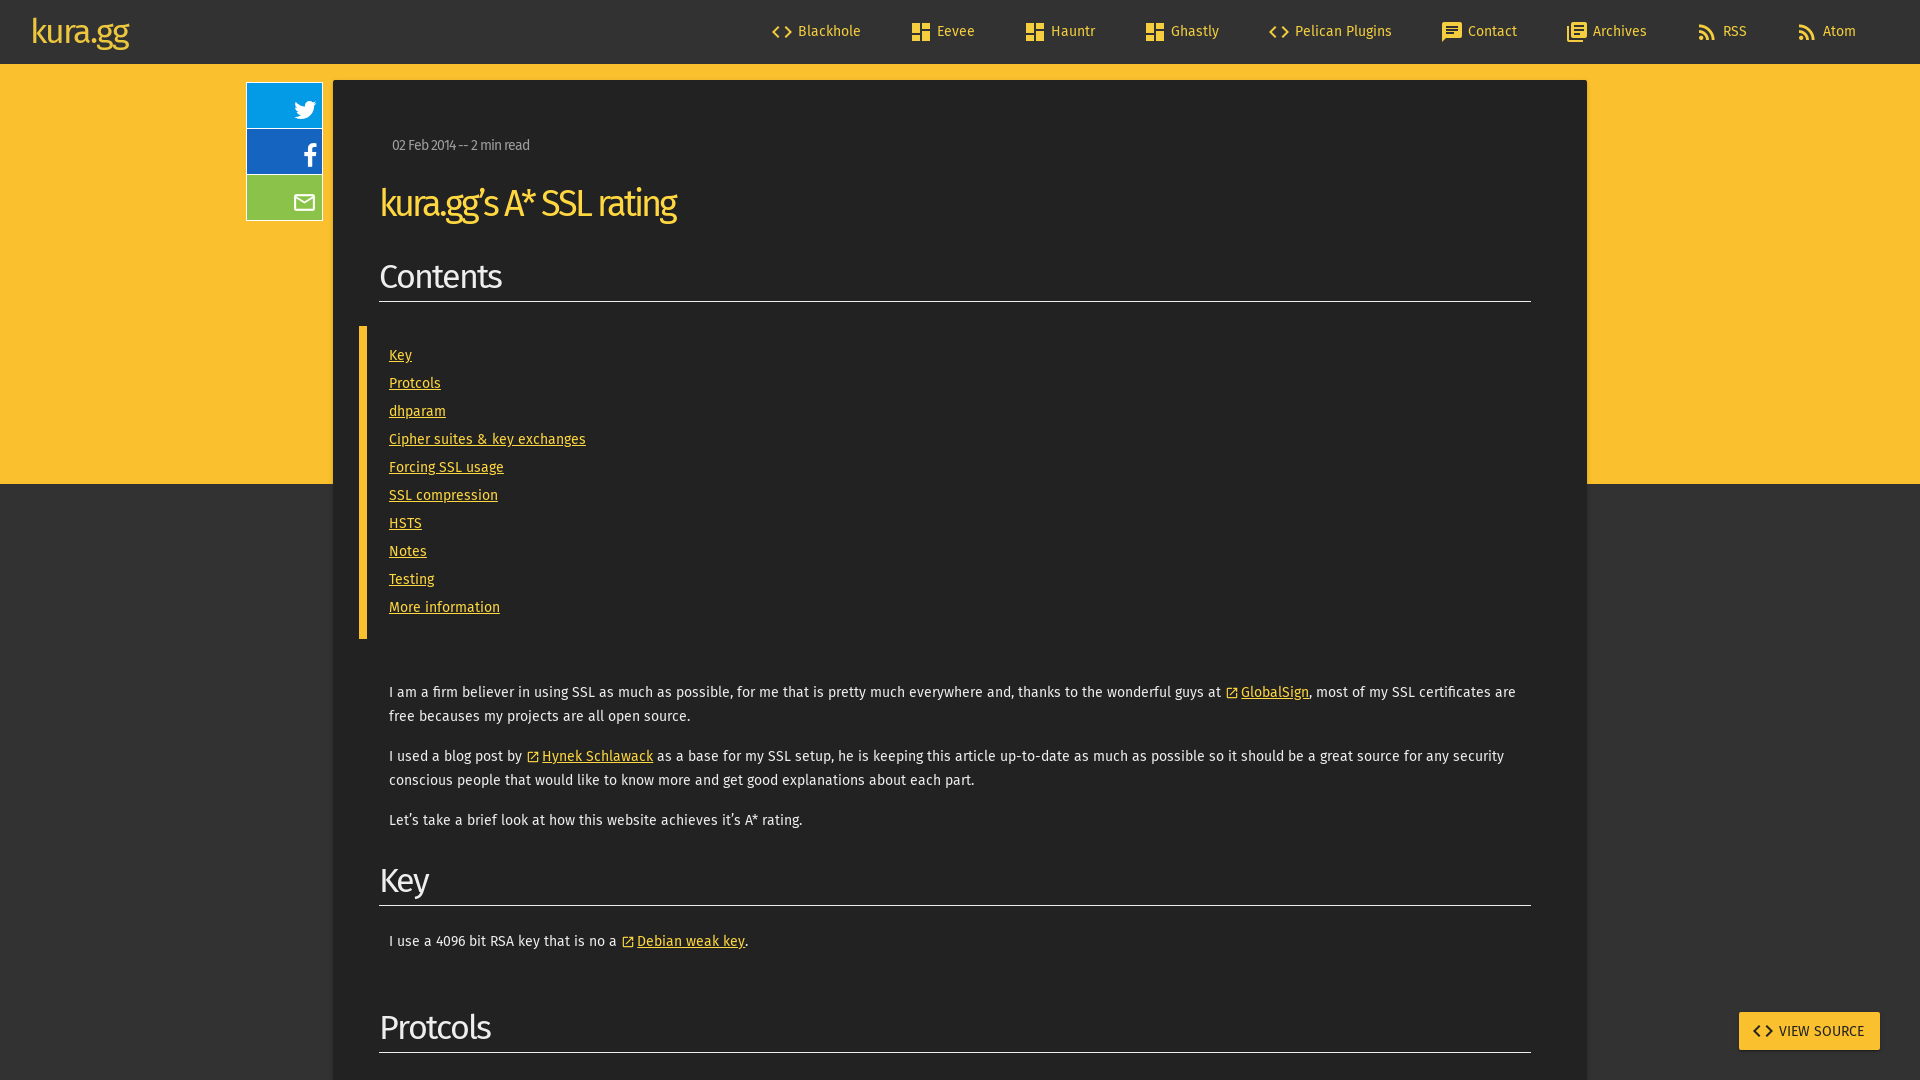 kura.gg
Blackhole
Eevee
Hauntr
Ghastly
Pelican Plugins
Contact
Archives
RSS
Atom
02 Feb 2014 -- 2 min read
kura.gg’s A* SSL rating
Contents
Key
Protcols
dhparam
Cipher suites & key exchanges
Forcing SSL usage
SSL compression
HSTS
Notes
Testing
More information
I am a firm believer in using SSL as much as possible, for me that is pretty much everywhere and, thanks to the wonderful guys at GlobalSign, most of my SSL certificates are
free becauses my projects are all open source.
I used a blog post by Hynek Schlawack as a base for my SSL setup, he is keeping this article up-to-date as much as possible so it should be a great source for any security
conscious people that would like to know more and get good explanations about each part.
Let’s take a brief look at how this website achieves it’s A* rating.
Key
I use a 4096 bit RSA key that is no a Debian weak key.
Protcols
VIEW SOURCE